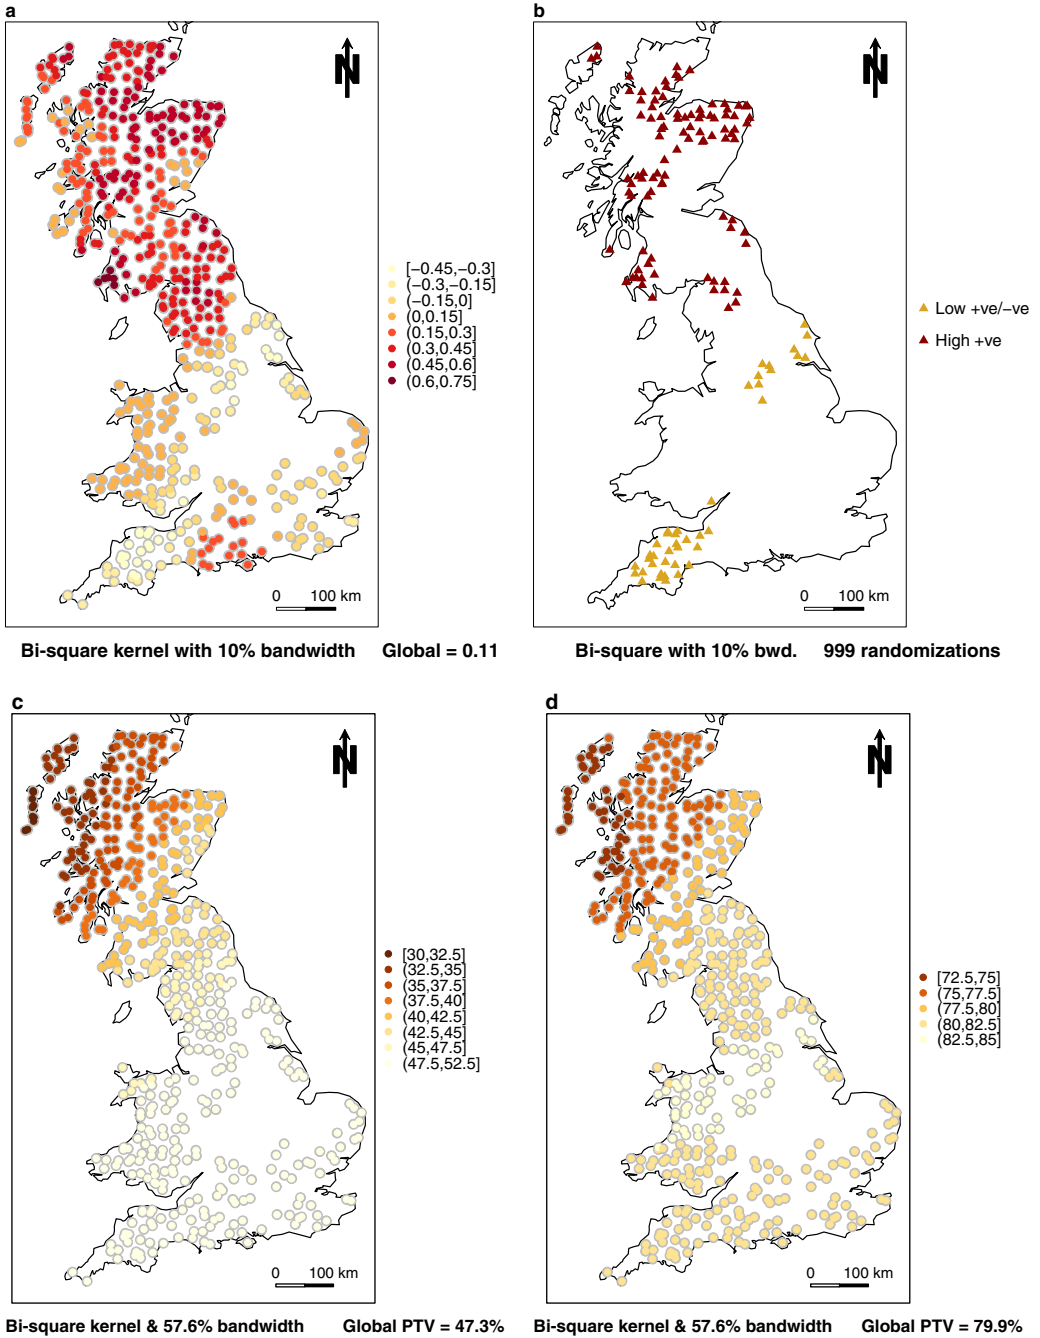 a
N
[−0.45,−0.3]
(−0.3,−0.15]
(−0.15,0]
(0,0.15]
(0.15,0.3]
(0.3,0.45]
(0.45,0.6]
(0.6,0.75]
0 100 km
Bi-square kernel with 10% bandwidth Global = 0.11
b
N
Low +ve/−ve
High +ve
0 100 km
Bi-square with 10% bwd. 999 randomizations
c
N
[30,32.5]
(32.5,35]
(35,37.5]
(37.5,40]
(40,42.5]
(42.5,45]
(45,47.5]
(47.5,52.5]
0 100 km
Bi-square kernel & 57.6% bandwidth Global PTV = 47.3%
d
N
[72.5,75]
(75,77.5]
(77.5,80]
(80,82.5]
(82.5,85]
0 100 km
Bi-square kernel & 57.6% bandwidth Global PTV = 79.9%